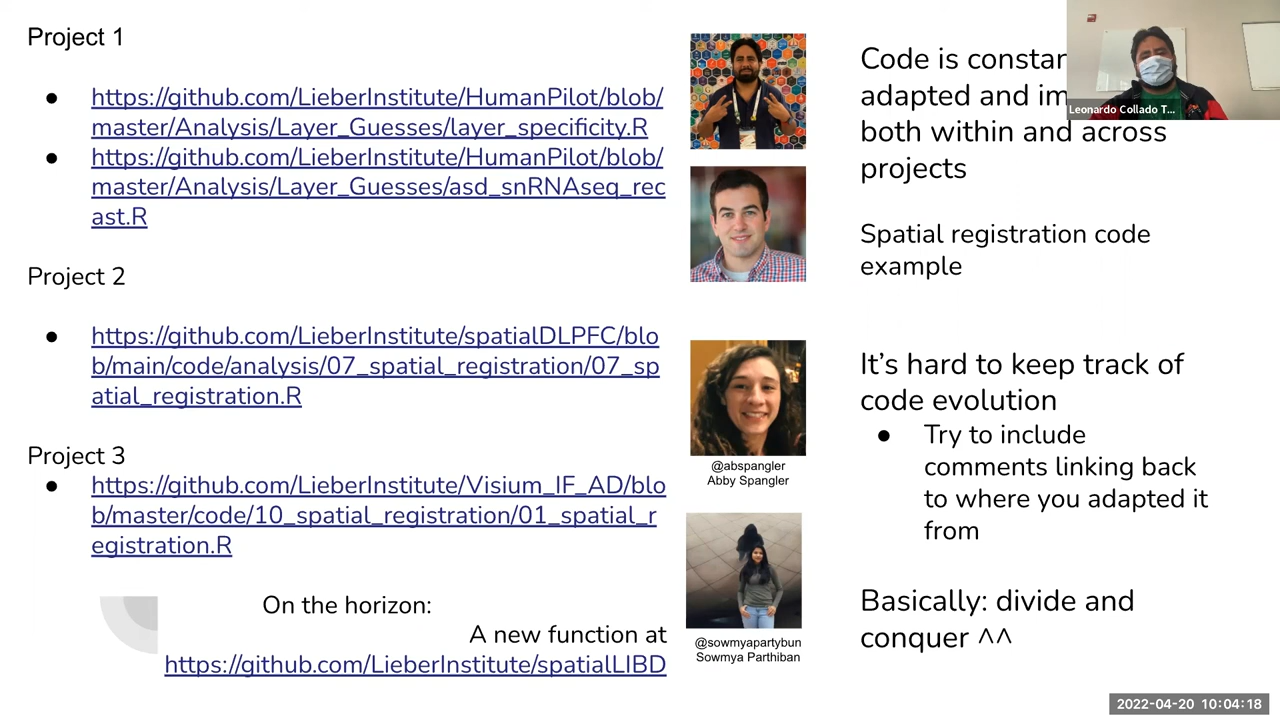 Project 1
● https://github.com/LieberInstitute/HumanPilot/blob/
master/Analysis/Layer_Guesses/layer_specificity.R
● https://github.com/LieberInstitute/HumanPilot/blob/
master/Analysis/Layer_Guesses/asd_snRNAseq_rec
ast.R
Project 2
● https://github.com/LieberInstitute/spatialDLPFC/blo
b/main/code/analysis/07_spatial_registration/07_sp
atial_registration.R
Project 3
● https://github.com/LieberInstitute/Visium_IF_AD/blo
b/master/code/10_spatial_registration/01_spatial_r
egistration.R
On the horizon:
A new function at
https://github.com/LieberInstitute/spatialLIBD
@abspangler
Abby Spangler
@sowmyapartybun
Sowmya Parthiban
Code is
adapted and
both within and across
projects
Spatial registration code
example
It's hard to keep track of
code evolution
● Try to include
comments linking back
to where you adapted it
from
Basically: divide and
conquer ^^
Leonardo Collado T...
2022-04-20 10:04:18